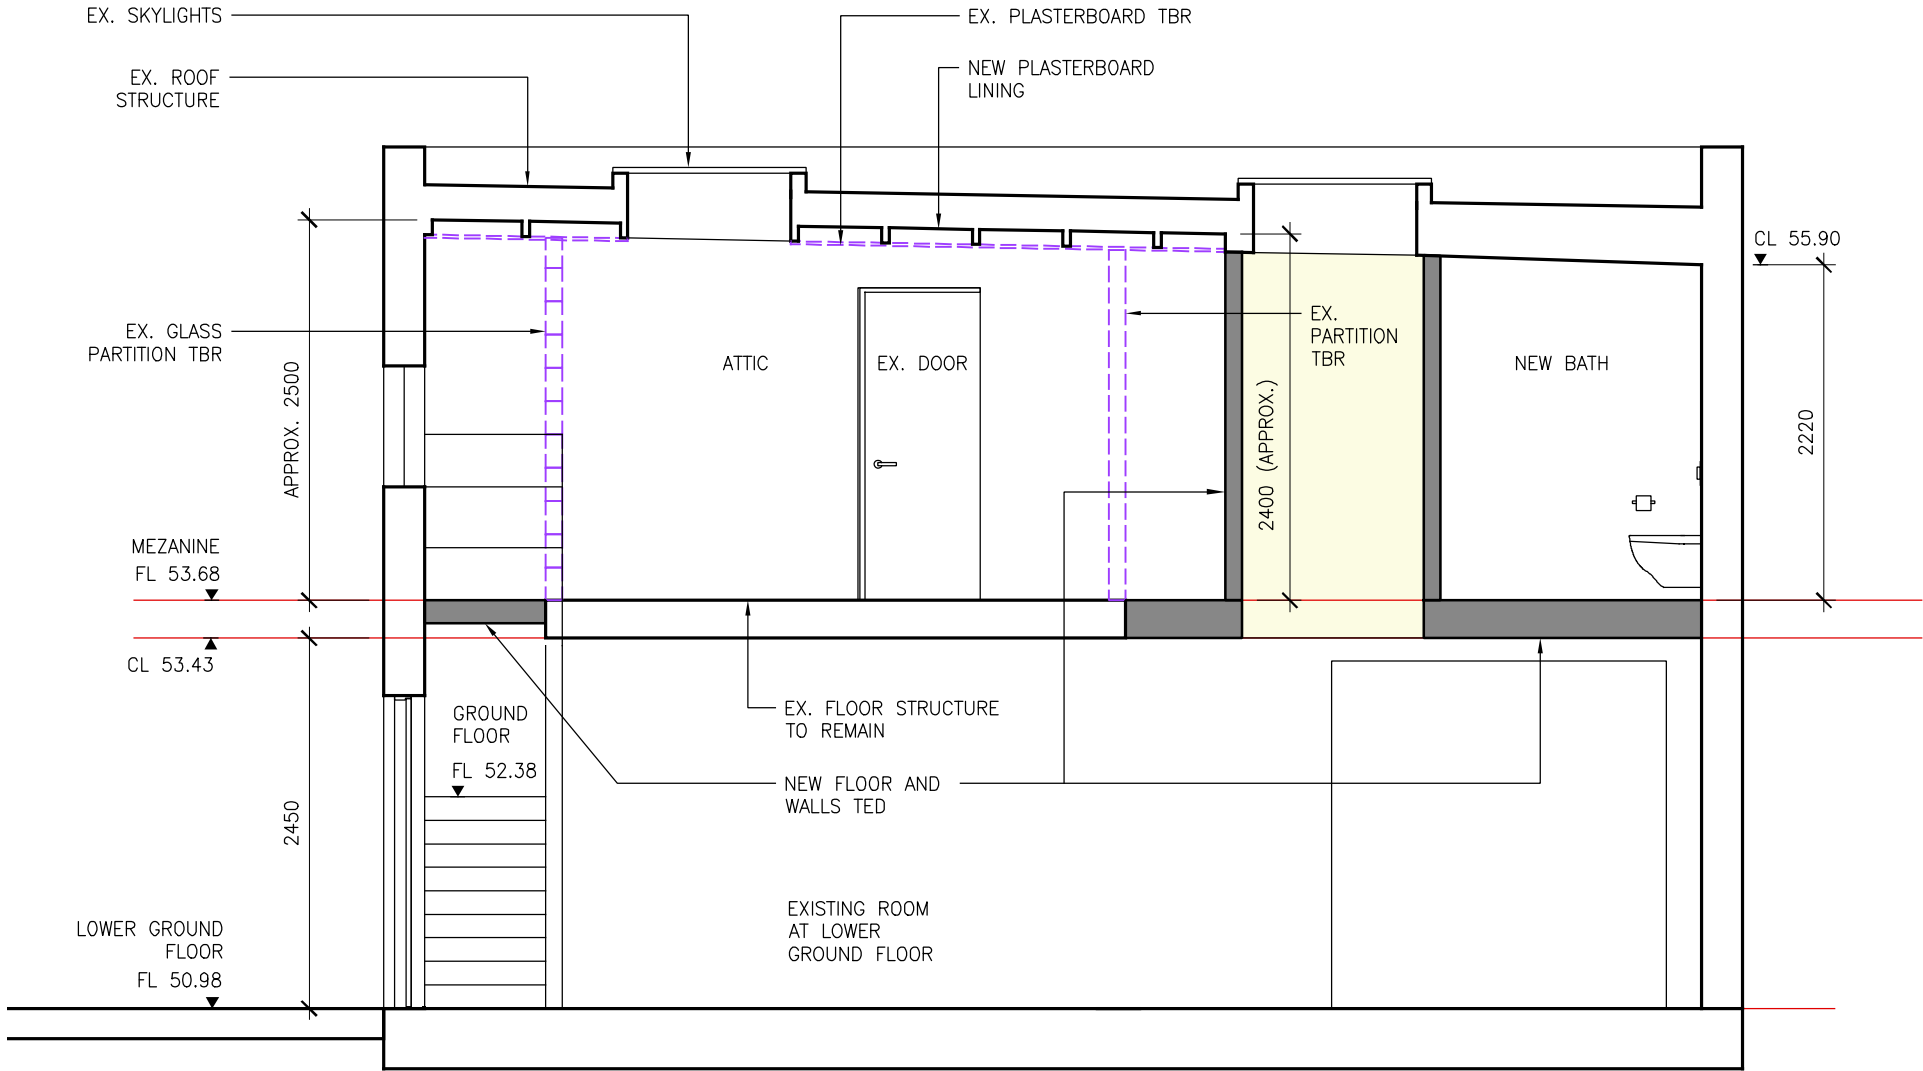 EX. SKYLIGHTS
EX. ROOF
STRUCTURE
EX. PLASTERBOARD TBR
NEW PLASTERBOARD
LINING
CL 55.90
EX. GLASS
PARTITION TBR
APPROX. 2500
ATTIC
EX. DOOR
EX.
PARTITION
TBR
2400 (APPROX.)
NEW BATH
2220
MEZANINE
FL 53.68
CL 53.43
GROUND
FLOOR
FL 52.38
EX. FLOOR STRUCTURE
TO REMAIN
NEW FLOOR AND
WALLS TED
2450
LOWER GROUND
FLOOR
FL 50.98
EXISTING ROOM
AT LOWER
GROUND FLOOR